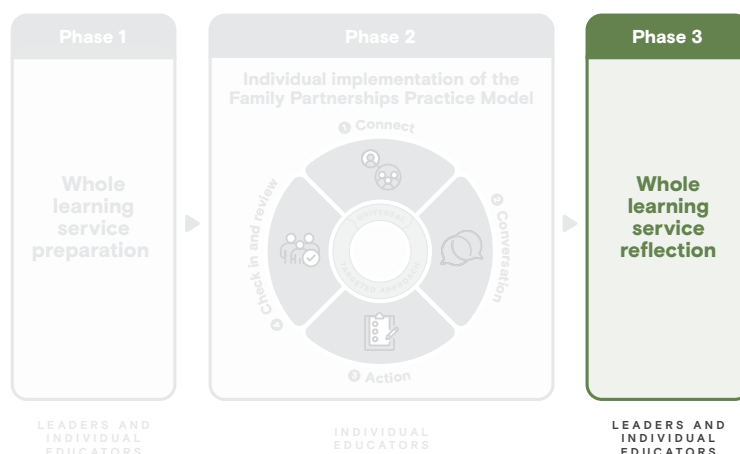 Phase 1
Whole
learning
service
preparation
LEADERS AND
INDIVIDUAL
EDUCATORS
Phase 2
Individual implementation of the
Family Partnerships Practice Model
1 Connect
2 Conversation
3 Action
4 Check in and review
UNIVERSAL
TARGETED APPROACH
INDIVIDUAL
EDUCATORS
Phase 3
Whole
learning
service
reflection
LEADERS AND
INDIVIDUAL
EDUCATORS